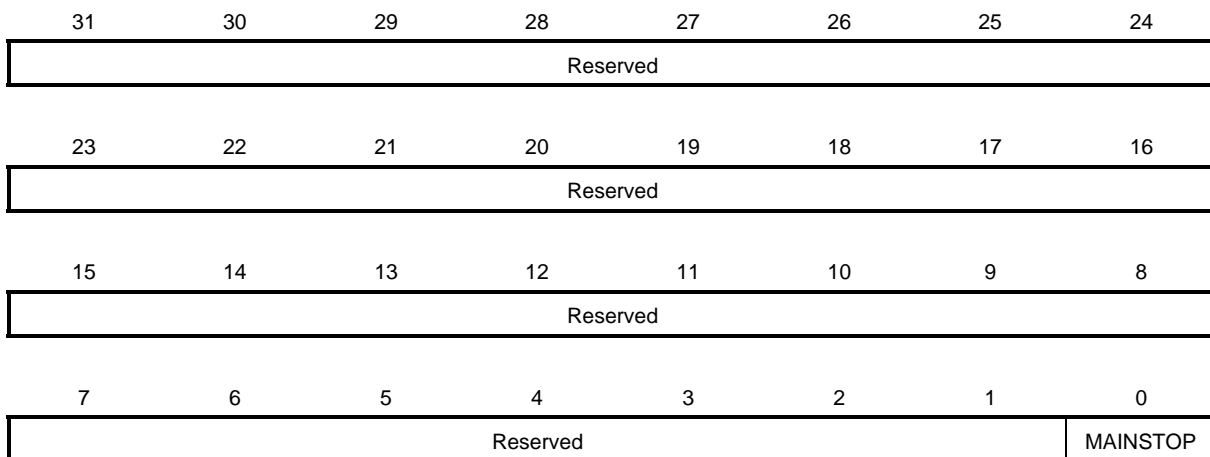 31 30 29 28 27 26 25 24
Reserved
23 22 21 20 19 18 17 16
Reserved
15 14 13 12 11 10 9 8
Reserved
7 6 5 4 3 2 1 0
Reserved MAINSTOP